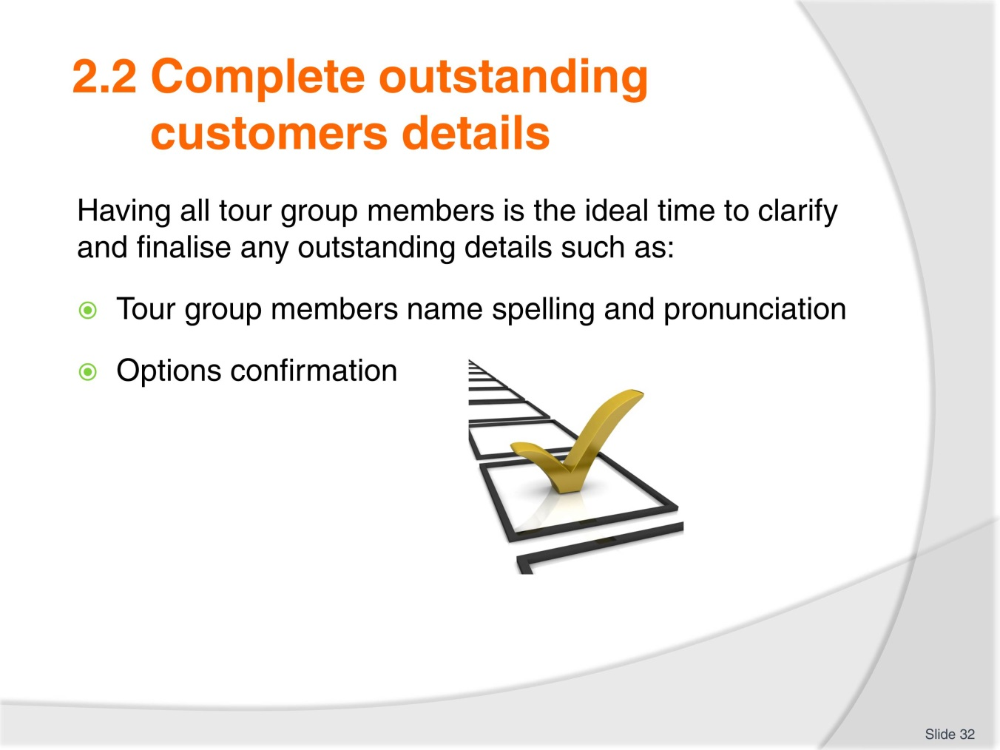 2.2 Complete outstanding
customers details
Having all tour group members is the ideal time to clarify
and finalise any outstanding details such as:
Tour group members name spelling and pronunciation
Options confirmation
Slide 32